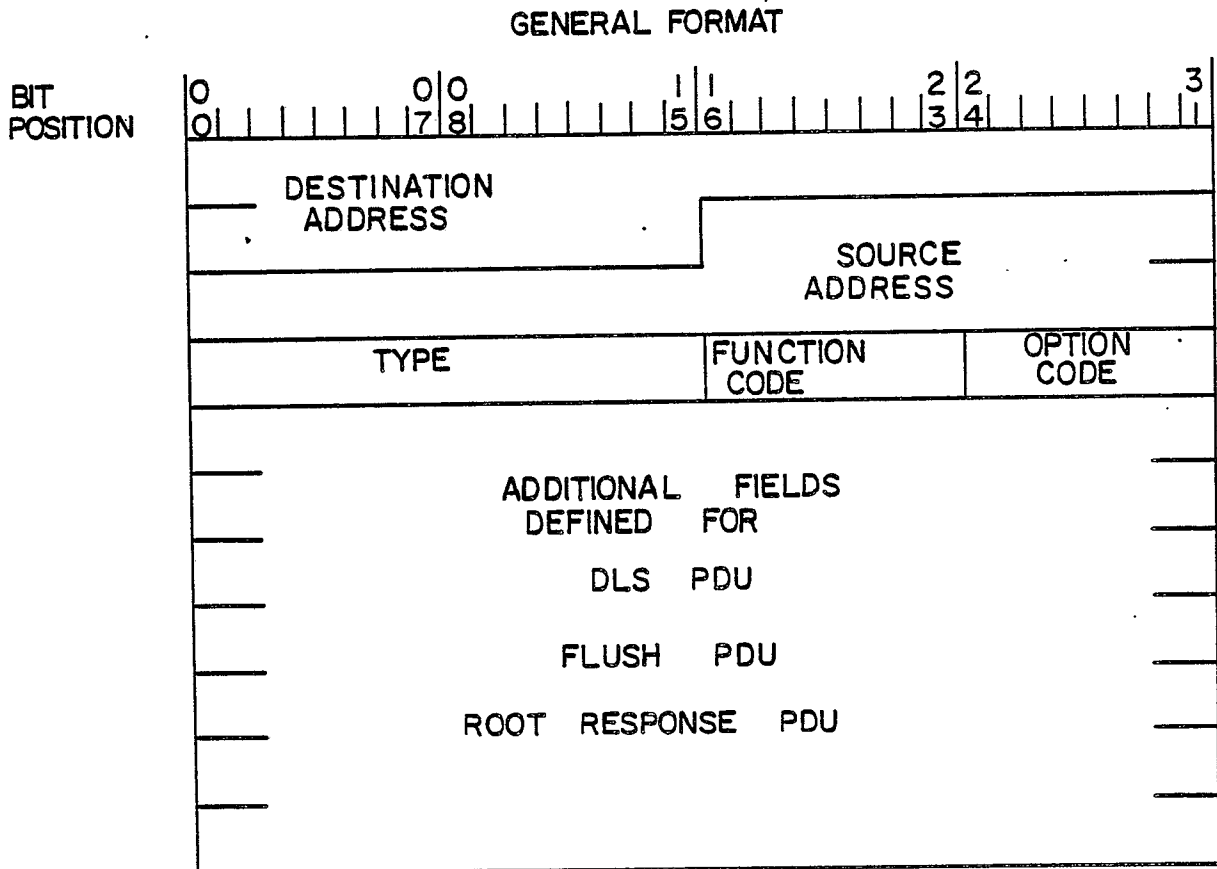 GENERAL FORMAT
BIT
POSITION
0 0 0 1 1 2 2 3
0 7 8 5 6 3 4 1
DESTINATION
ADDRESS
SOURCE
ADDRESS
TYPE
FUNCTION
CODE
OPTION
CODE
ADDITIONAL FIELDS
DEFINED FOR
DLS PDU
FLUSH PDU
ROOT RESPONSE PDU